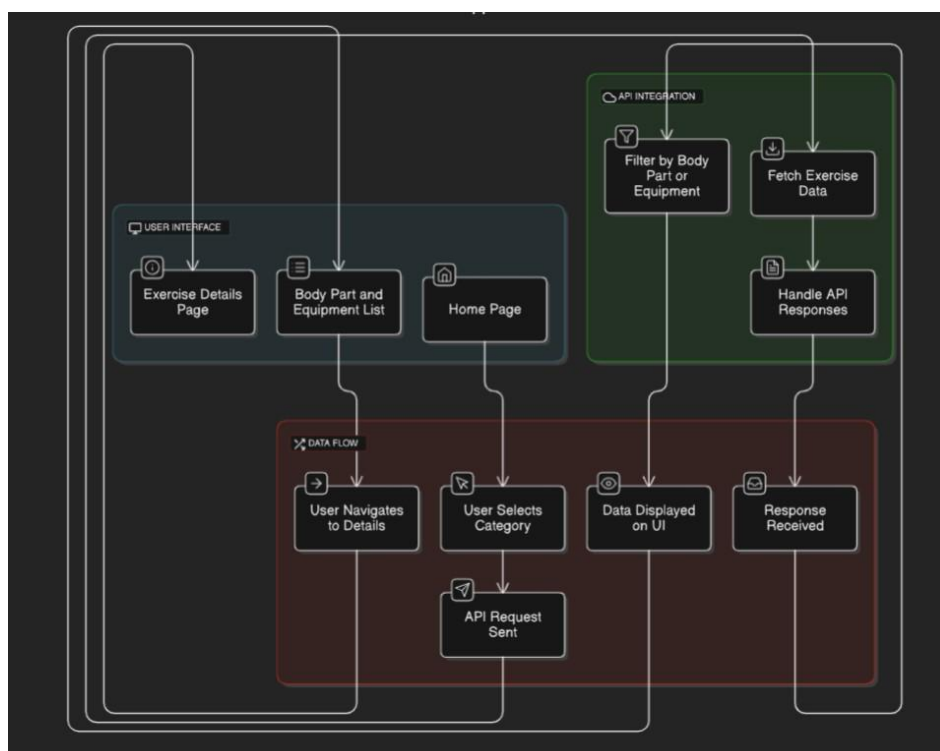 API INTEGRATION
Filter by Body
Part or
Equipment
Fetch Exercise
Data
USER INTERFACE
Exercise Details
Page
Body Part and
Equipment List
Home Page
Handle API
Responses
DATA FLOW
User Navigates
to Details
User Selects
Category
Data Displayed
on UI
Response
Received
API Request
Sent